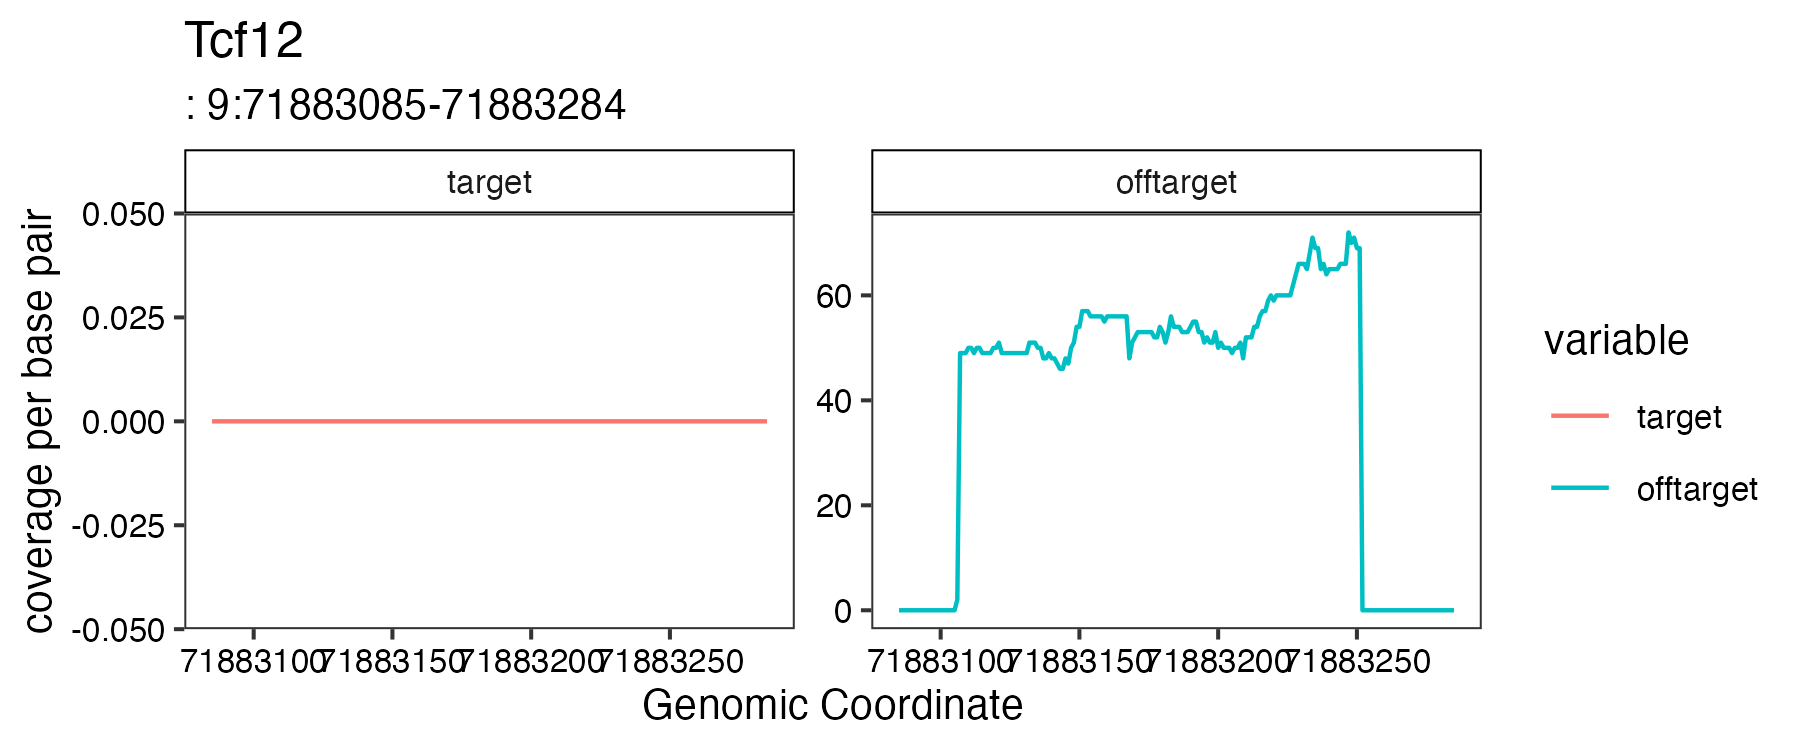 Tcf12
: 9:71883085-71883284
target
offtarget
coverage per base pair
0.050
0.025
0.000
-0.025
-0.050
60
40
20
0
71883100 71883150 71883200 71883250
71883100 71883150 71883200 71883250
Genomic Coordinate
variable
target
offtarget